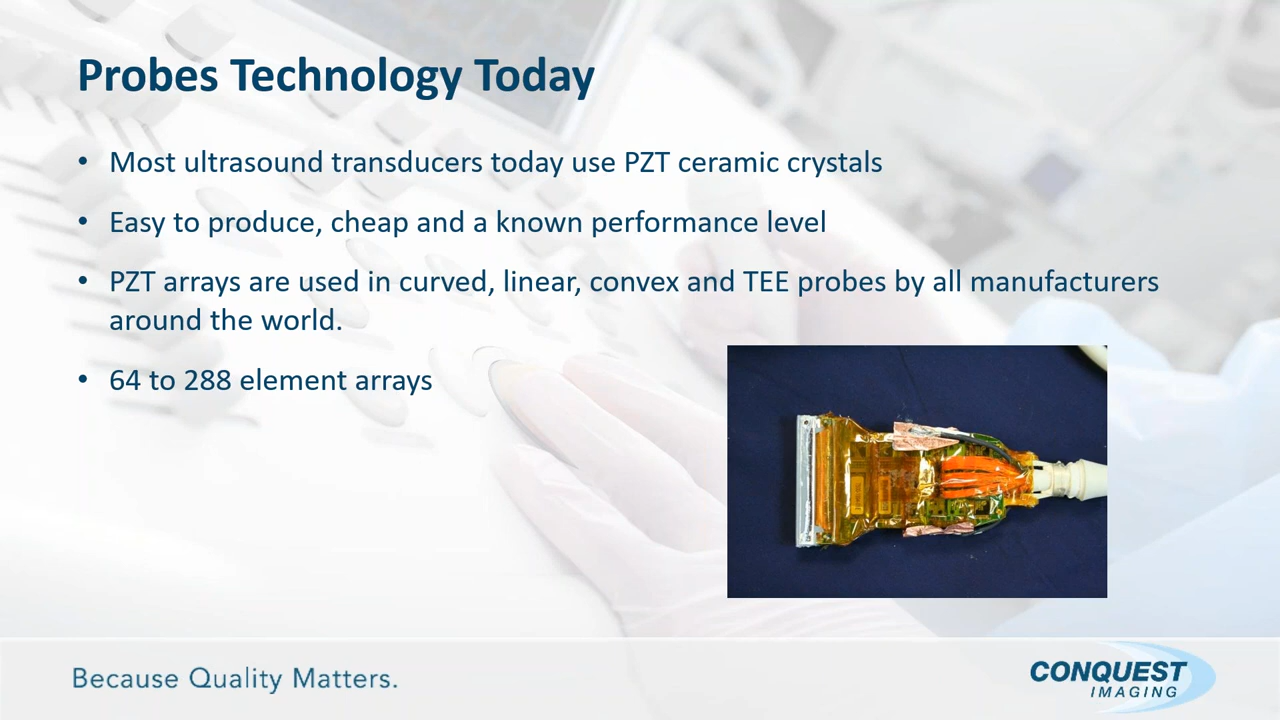 Probes Technology Today
• Most ultrasound transducers today use PZT ceramic crystals
• Easy to produce, cheap and a known performance level
• PZT arrays are used in curved, linear, convex and TEE probes by all manufacturers
around the world.
• 64 to 288 element arrays
Because Quality Matters.
CONQUEST
IMAGING